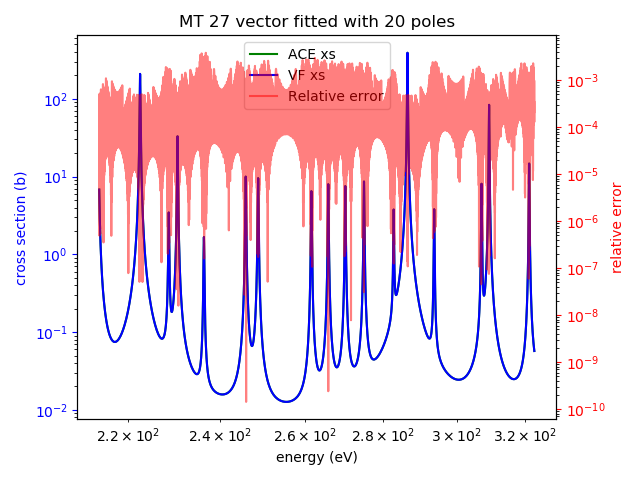 MT 27 vector fitted with 20 poles
ACE xs
VF xs
Relative error
cross section (b)
10²
10¹
10⁰
10⁻¹
10⁻²
relative error
10⁻³
10⁻⁴
10⁻⁵
10⁻⁶
10⁻⁷
10⁻⁸
10⁻⁹
10⁻¹⁰
2.2 × 10² 2.4 × 10² 2.6 × 10² 2.8 × 10² 3 × 10² 3.2 × 10²
energy (eV)